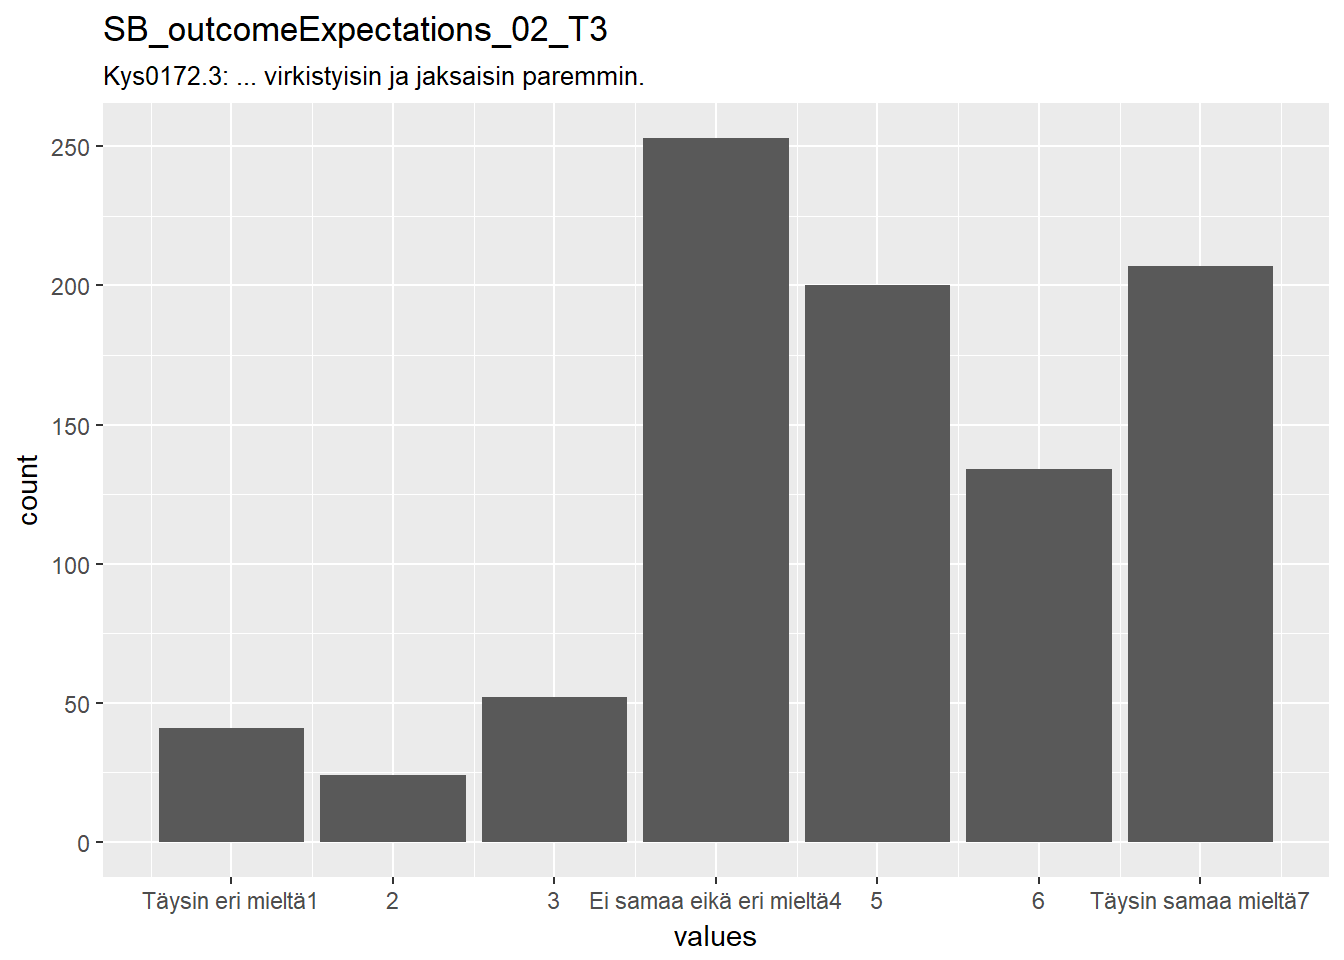 SB_outcomeExpectations_02_T3
Kys0172.3: ... virkistyisin ja jaksaisin paremmin.
250
200
150
100
50
0
count
Täysin eri mieltä1 2 3 Ei samaa eikä eri mieltä4 5 6 Täysin samaa mieltä7
values